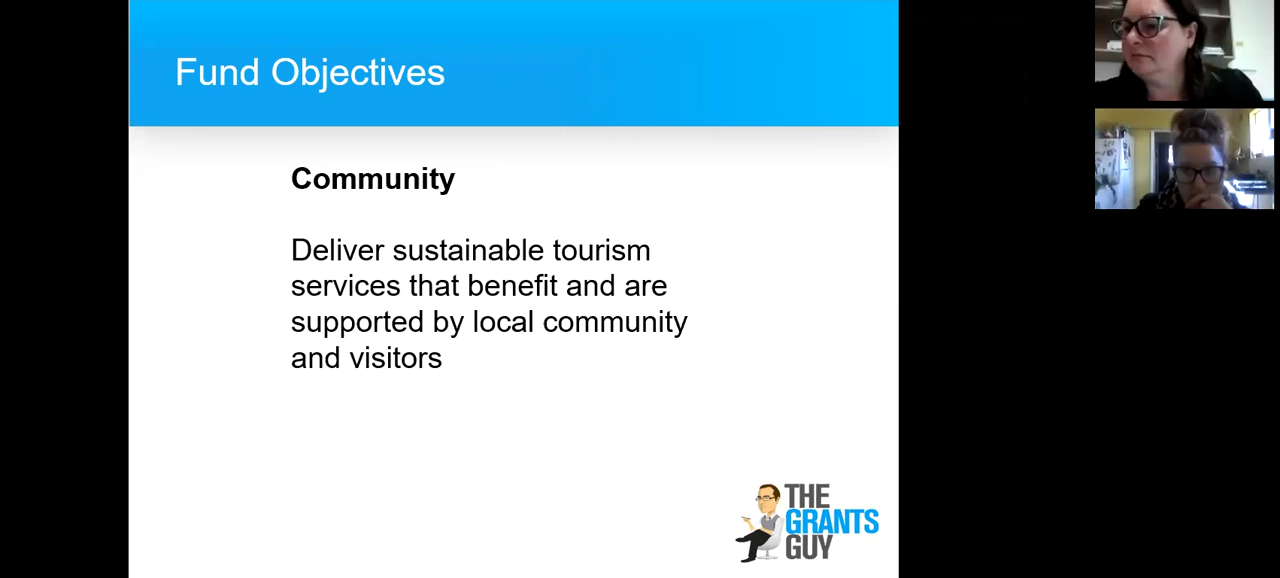 Fund Objectives
Community
Deliver sustainable tourism
services that benefit and are
supported by local community
and visitors
THE
GRANTS
GUY